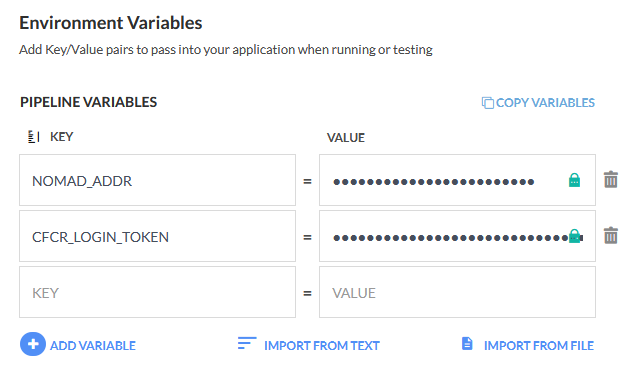 Environment Variables
Add Key/Value pairs to pass into your application when running or testing
PIPELINE VARIABLES COPY VARIABLES
KEY VALUE
NOMAD_ADDR = ••••••••••••••••••••••••
CFCR_LOGIN_TOKEN = ••••••••••••••••••••••••••••••
KEY = VALUE
ADD VARIABLE IMPORT FROM TEXT IMPORT FROM FILE